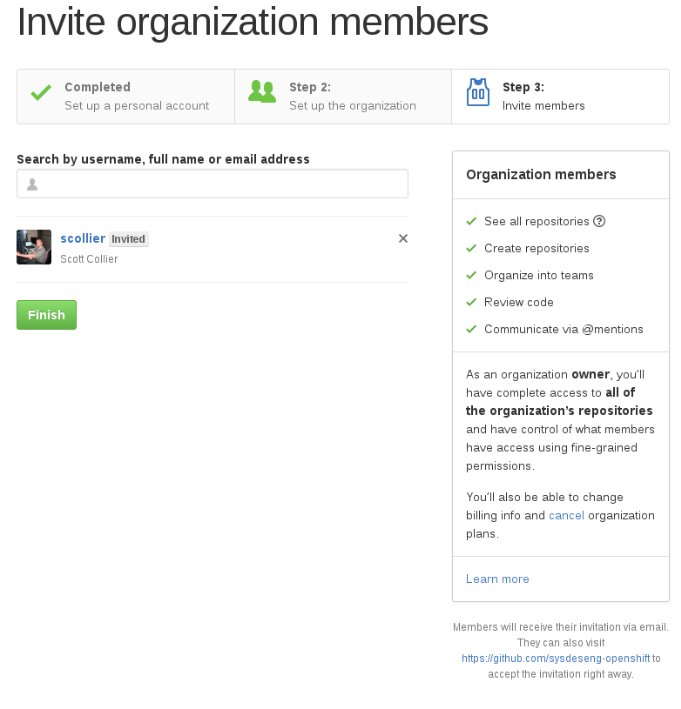 Invite organization members
Completed
Set up a personal account
Step 2:
Set up the organization
Step 3:
Invite members
Search by username, full name or email address
scollier Invited
Scott Collier
Finish
Organization members
See all repositories
Create repositories
Organize into teams
Review code
Communicate via @mentions
As an organization owner, you'll
have complete access to all of
the organization's repositories
and have control of what members
have access using fine-grained
permissions.
You'll also be able to change
billing info and cancel organization
plans.
Learn more
Members will receive their invitation via email.
They can also visit
https://github.com/sysdeseng-openshift to
accept the invitation right away.